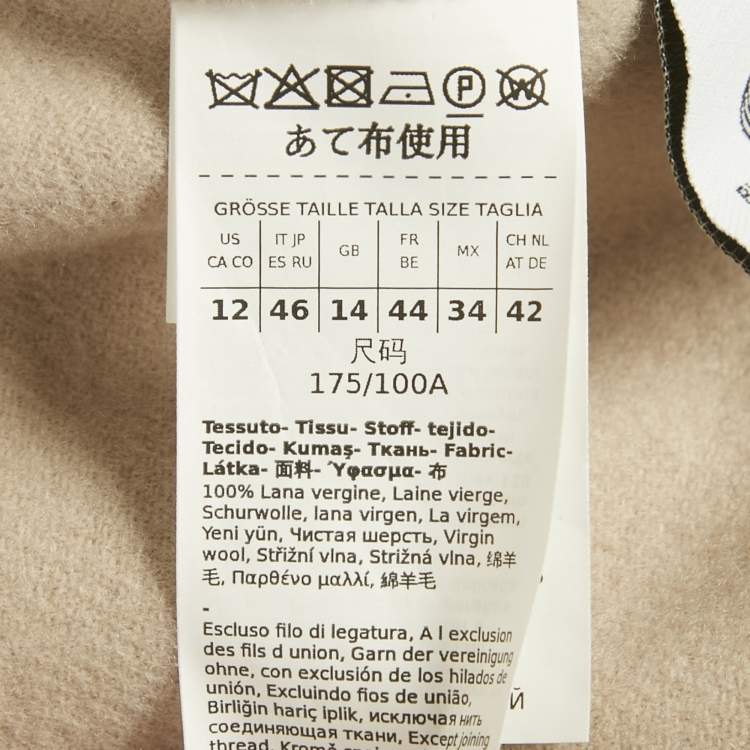 P W
あて布使用
GRÖSSE TAILLE TALLA SIZE TAGLIA
US IT JP GB FR MX CH NL
CA CO ES RU BE AT DE
12 46 14 44 34 42
尺码
175/100A
Tessuto- Tissu- Stoff- tejido-
Tecido- Kumaş- Ткань- Fabric-
Látka- 面料- Ύφασμα- 布
100% Lana vergine, Laine vierge,
Schurwolle, lana virgen, La virgem,
Yeni yün, Чистая шерсть, Virgin
wool, Střižní vlna, Strižná vlna, 绵羊
毛, Παρθένο μαλλί, 綿羊毛
-
Escluso filo di legatura, A l exclusion
des fils d union, Garn der vereinigung
ohne, con exclusión de los hilados de
unión, Excluindo fios de união,
Birliğin hariç iplik, исключая нить
соединяющая ткани, Except joining
thread, Kromě
Й